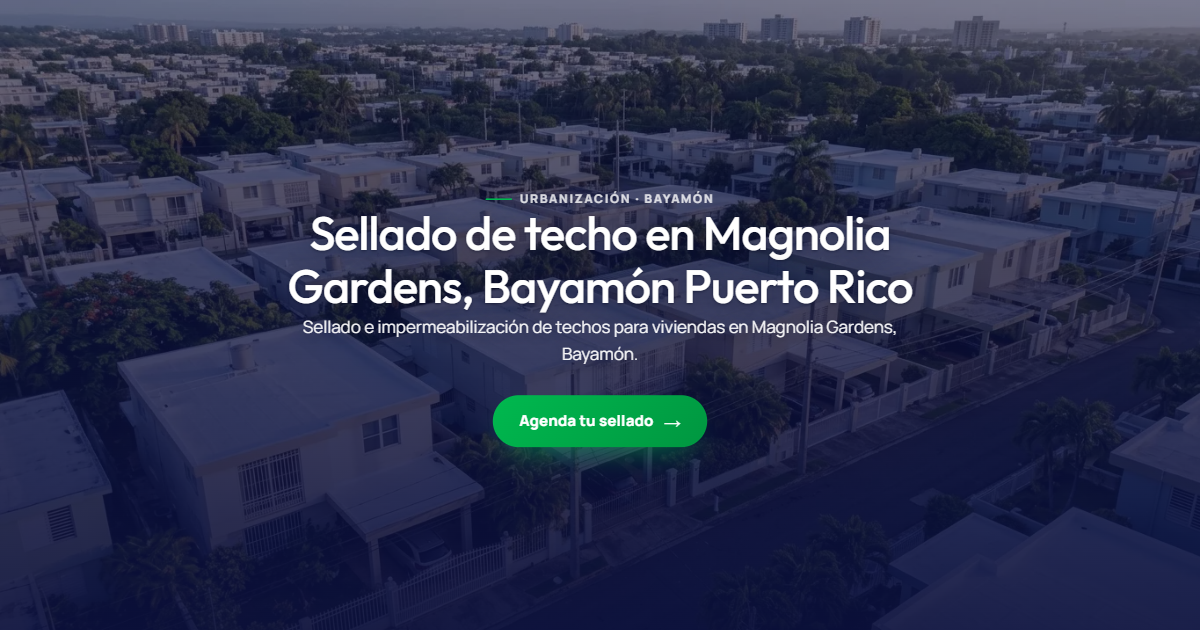 URBANIZACIÓN · BAYAMÓN
Sellado de techo en Magnolia
Gardens, Bayamón Puerto Rico
Sellado e impermeabilización de techos para viviendas en Magnolia Gardens,
Bayamón.
Agenda tu sellado →